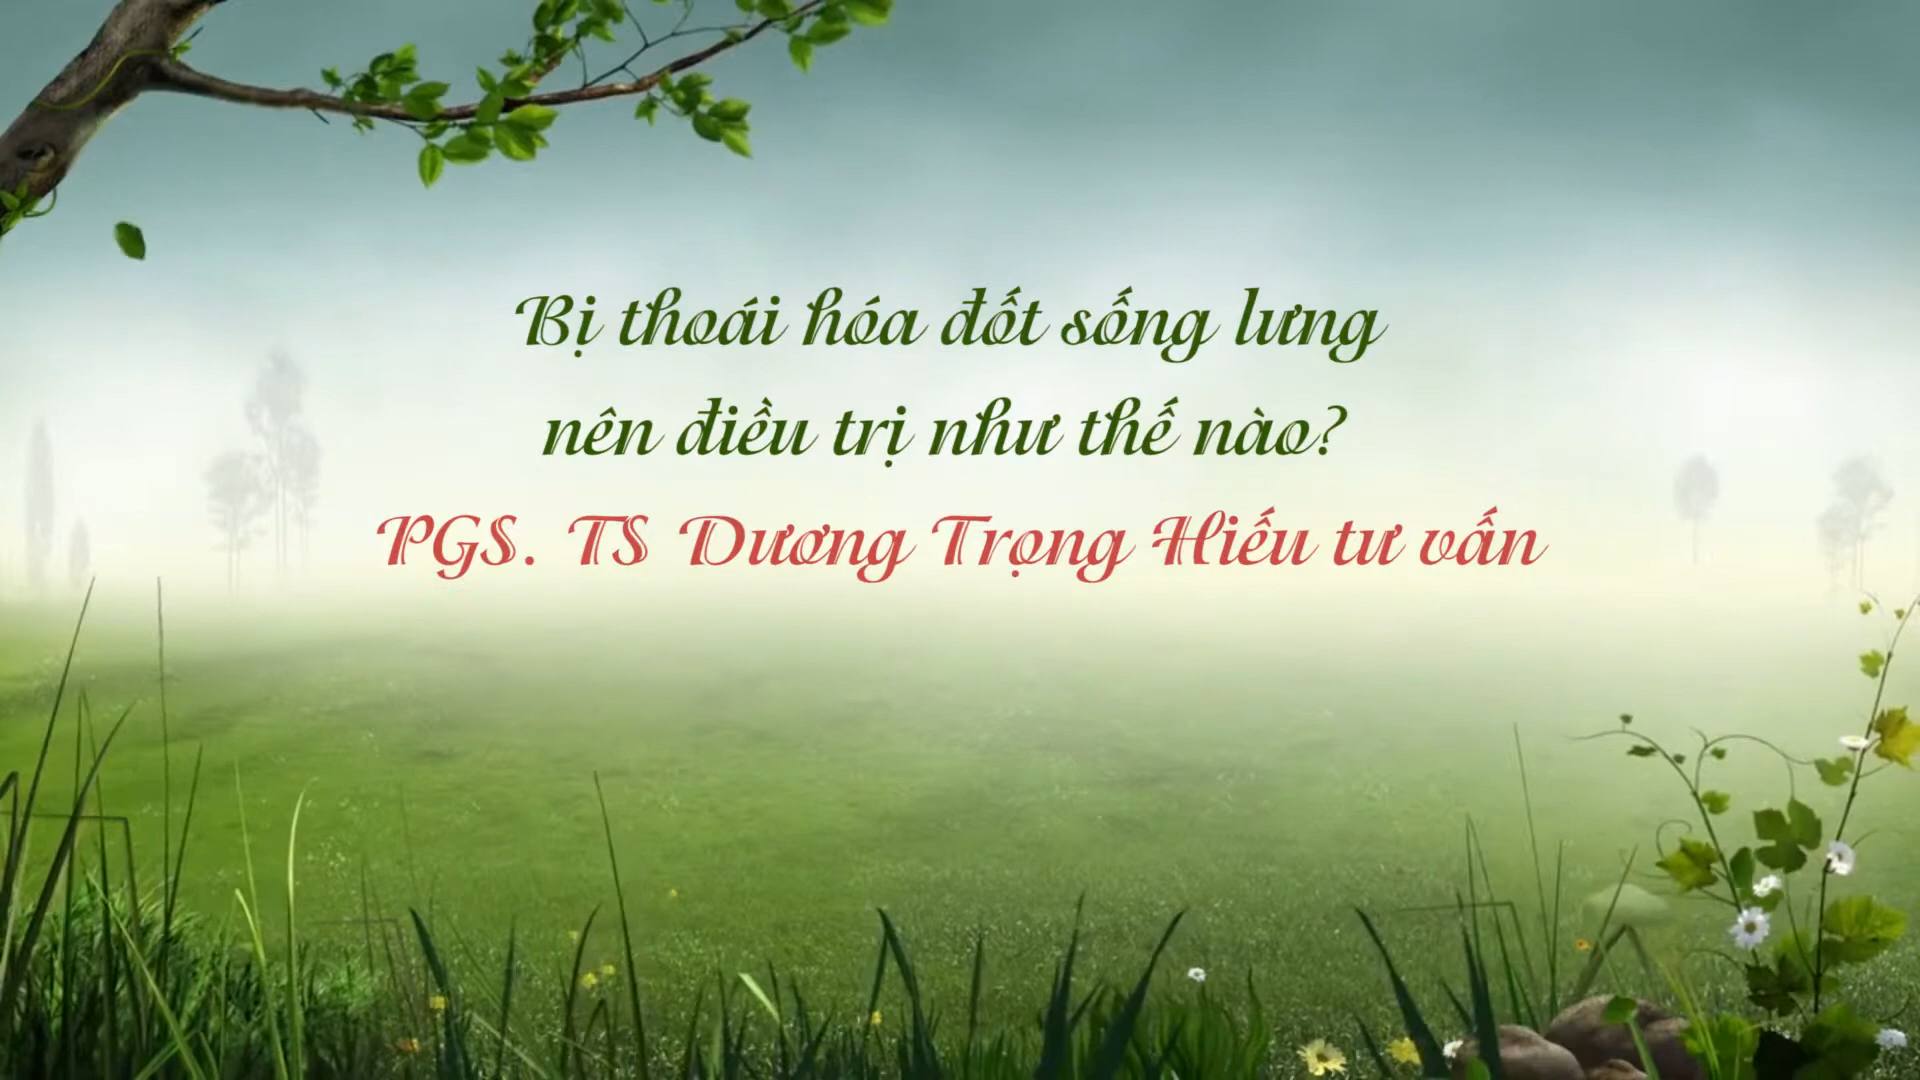 Bị thoái hóa đốt sống lưng
nên điều trị như thế nào?
PGS. TS Dương Trọng Hiếu tư vấn